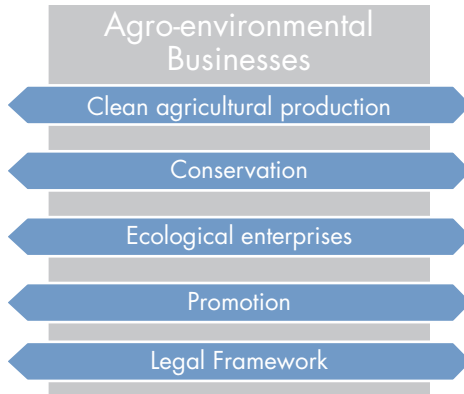 Agro-environmental
Businesses
Clean agricultural production
Conservation
Ecological enterprises
Promotion
Legal Framework